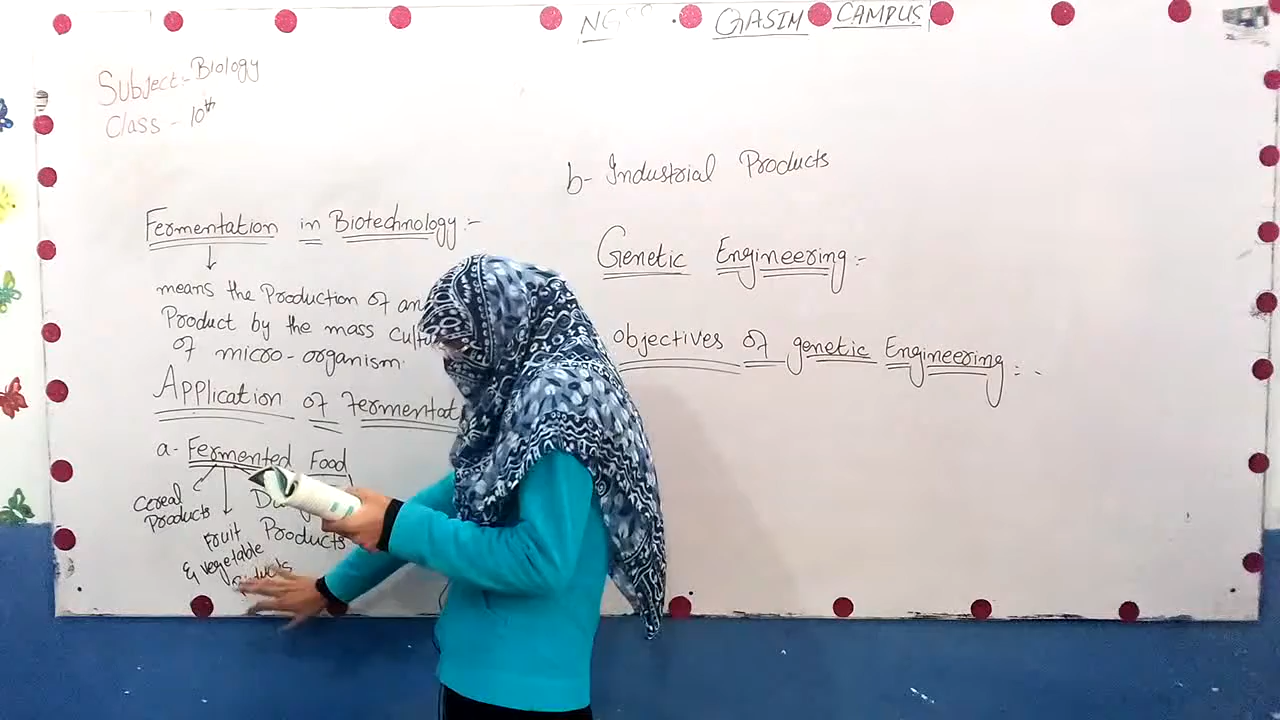 GASIM CAMPUS
Subject:- Biology
Class - 10th
Fermentation in Biotechnology:-
means the Production of an
Product by the mass
of micro-organism.
Application of
a- Fermented Food
Cereal
Products
Fruit
& vegetable
Products
b- Industrial Products
Genetic Engineering:-
objectives of genetic Engineering:-